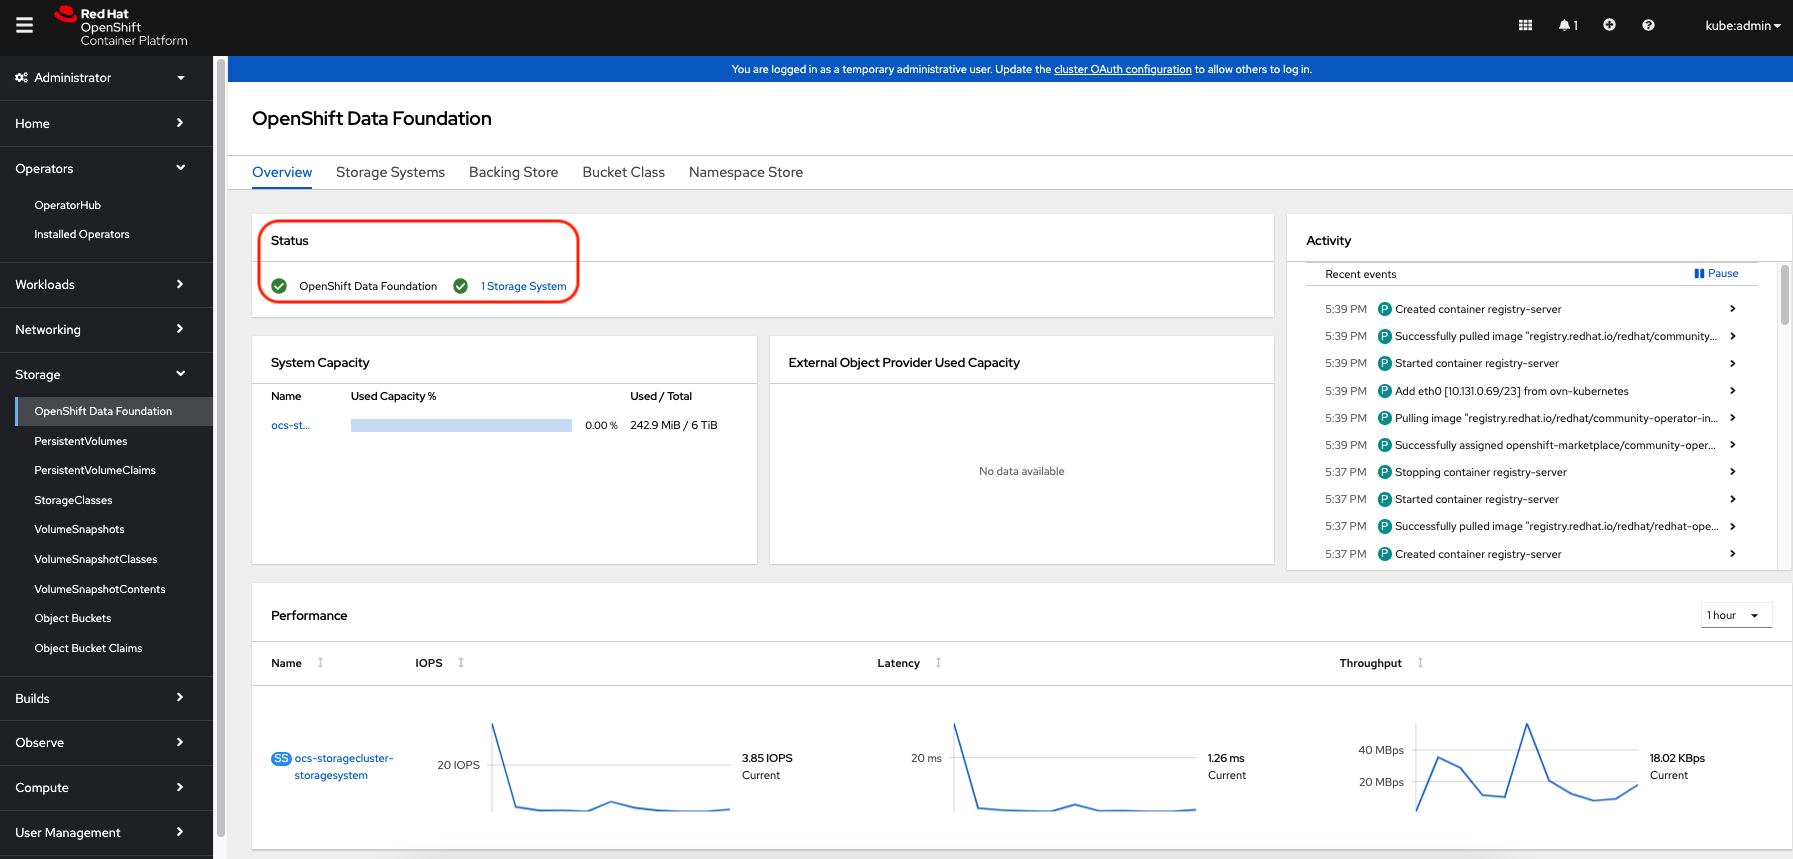 Red Hat
OpenShift
Container Platform
1
kube:admin
Administrator
Home
Operators
OperatorHub
Installed Operators
Workloads
Networking
Storage
OpenShift Data Foundation
PersistentVolumes
PersistentVolumeClaims
StorageClasses
VolumeSnapshots
VolumeSnapshotClasses
VolumeSnapshotContents
Object Buckets
Object Bucket Claims
Builds
Observe
Compute
User Management
You are logged in as a temporary administrative user. Update the cluster OAuth configuration to allow others to log in.
OpenShift Data Foundation
Overview Storage Systems Backing Store Bucket Class Namespace Store
Status
OpenShift Data Foundation 1 Storage System
System Capacity
Name Used Capacity % Used / Total
ocs-st... 0.00 % 242.9 MiB / 6 TiB
External Object Provider Used Capacity
No data available
Activity
Recent events Pause
5:39 PM P Created container registry-server
5:39 PM P Successfully pulled image "registry.redhat.io/redhat/community...
5:39 PM P Started container registry-server
5:39 PM P Add eth0 [10.131.0.69/23] from ovn-kubernetes
5:39 PM P Pulling image "registry.redhat.io/redhat/community-operator-in...
5:39 PM P Successfully assigned openshift-marketplace/community-oper...
5:37 PM P Stopping container registry-server
5:37 PM P Started container registry-server
5:37 PM P Successfully pulled image "registry.redhat.io/redhat/redhat-ope...
5:37 PM P Created container registry-server
Performance
1 hour
Name IOPS Latency Throughput
SS ocs-storagecluster-
storagesystem
20 IOPS
3.85 IOPS
Current
20 ms
1.26 ms
Current
40 MBps
20 MBps
18.02 KBps
Current